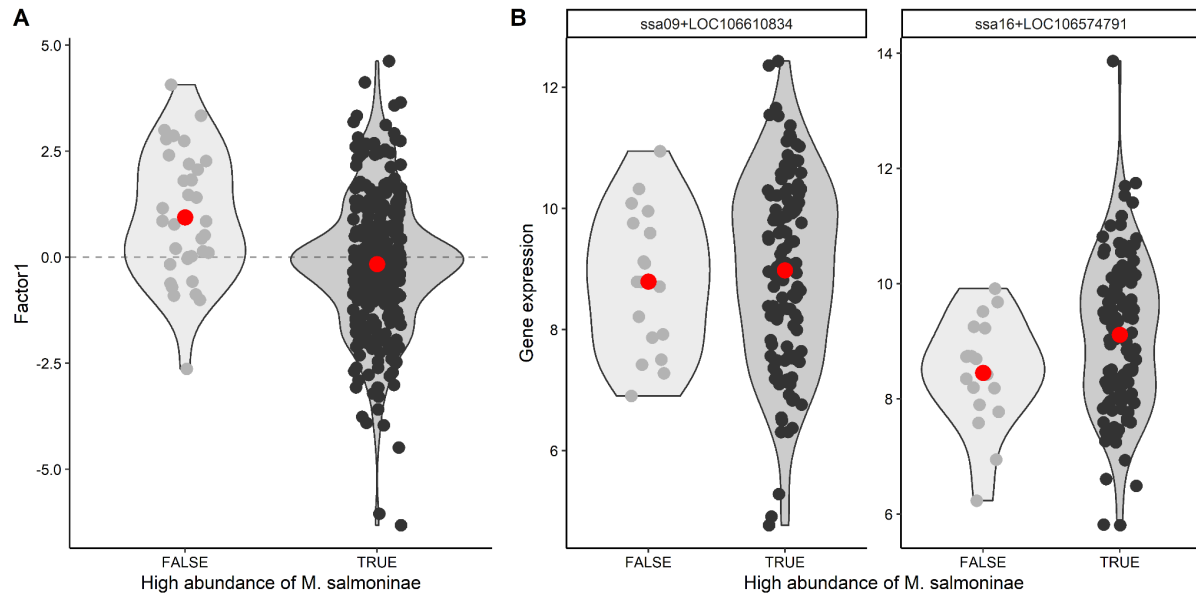 A
5.0
2.5
0.0
-2.5
-5.0
Factor1
FALSE
TRUE
High abundance of M. salmoninae
B
ssa09+LOC106610834
ssa16+LOC106574791
12
10
8
6
Gene expression
14
12
10
8
6
FALSE
TRUE
FALSE
TRUE
High abundance of M. salmoninae